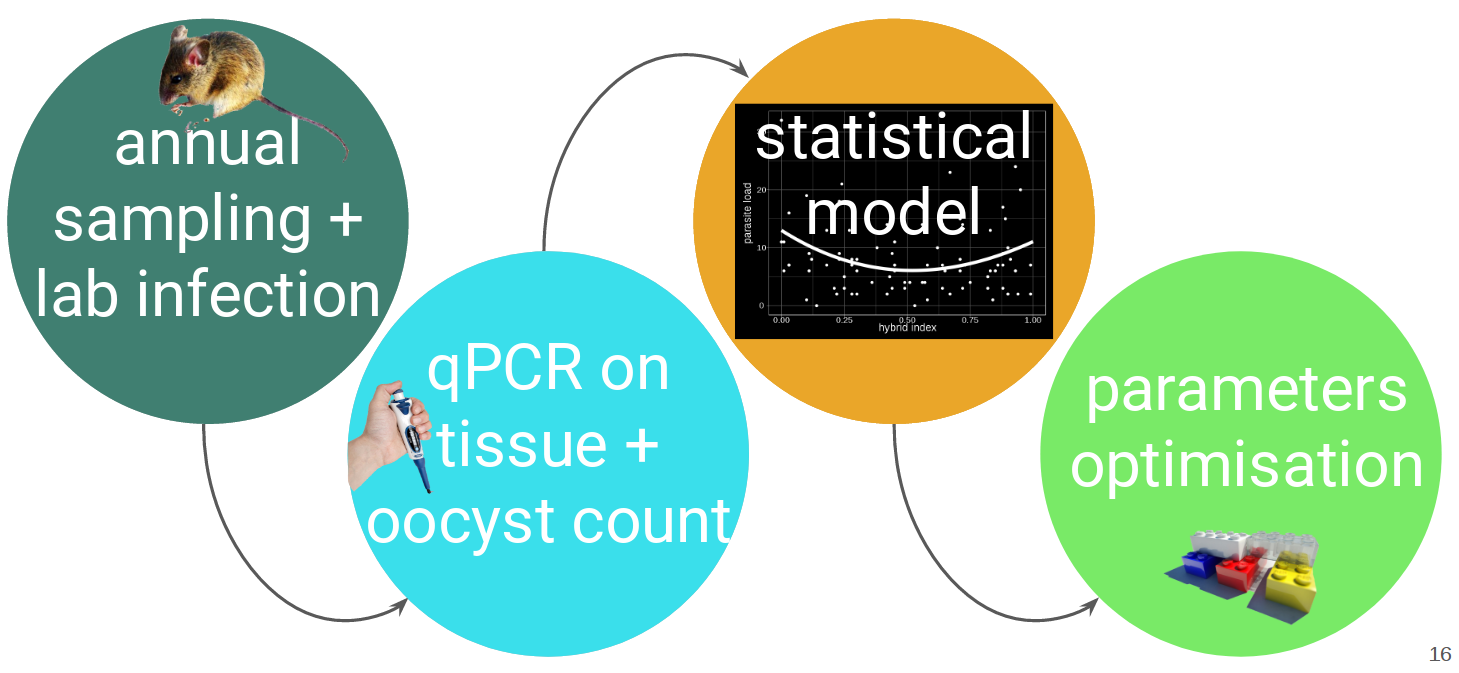 annual
sampling +
lab infection
qPCR on
tissue +
oocyst count
statistical
model
parasite load
20
10
0
0.00 0.25 0.50 0.75 1.00
hybrid index
parameters
optimisation
16